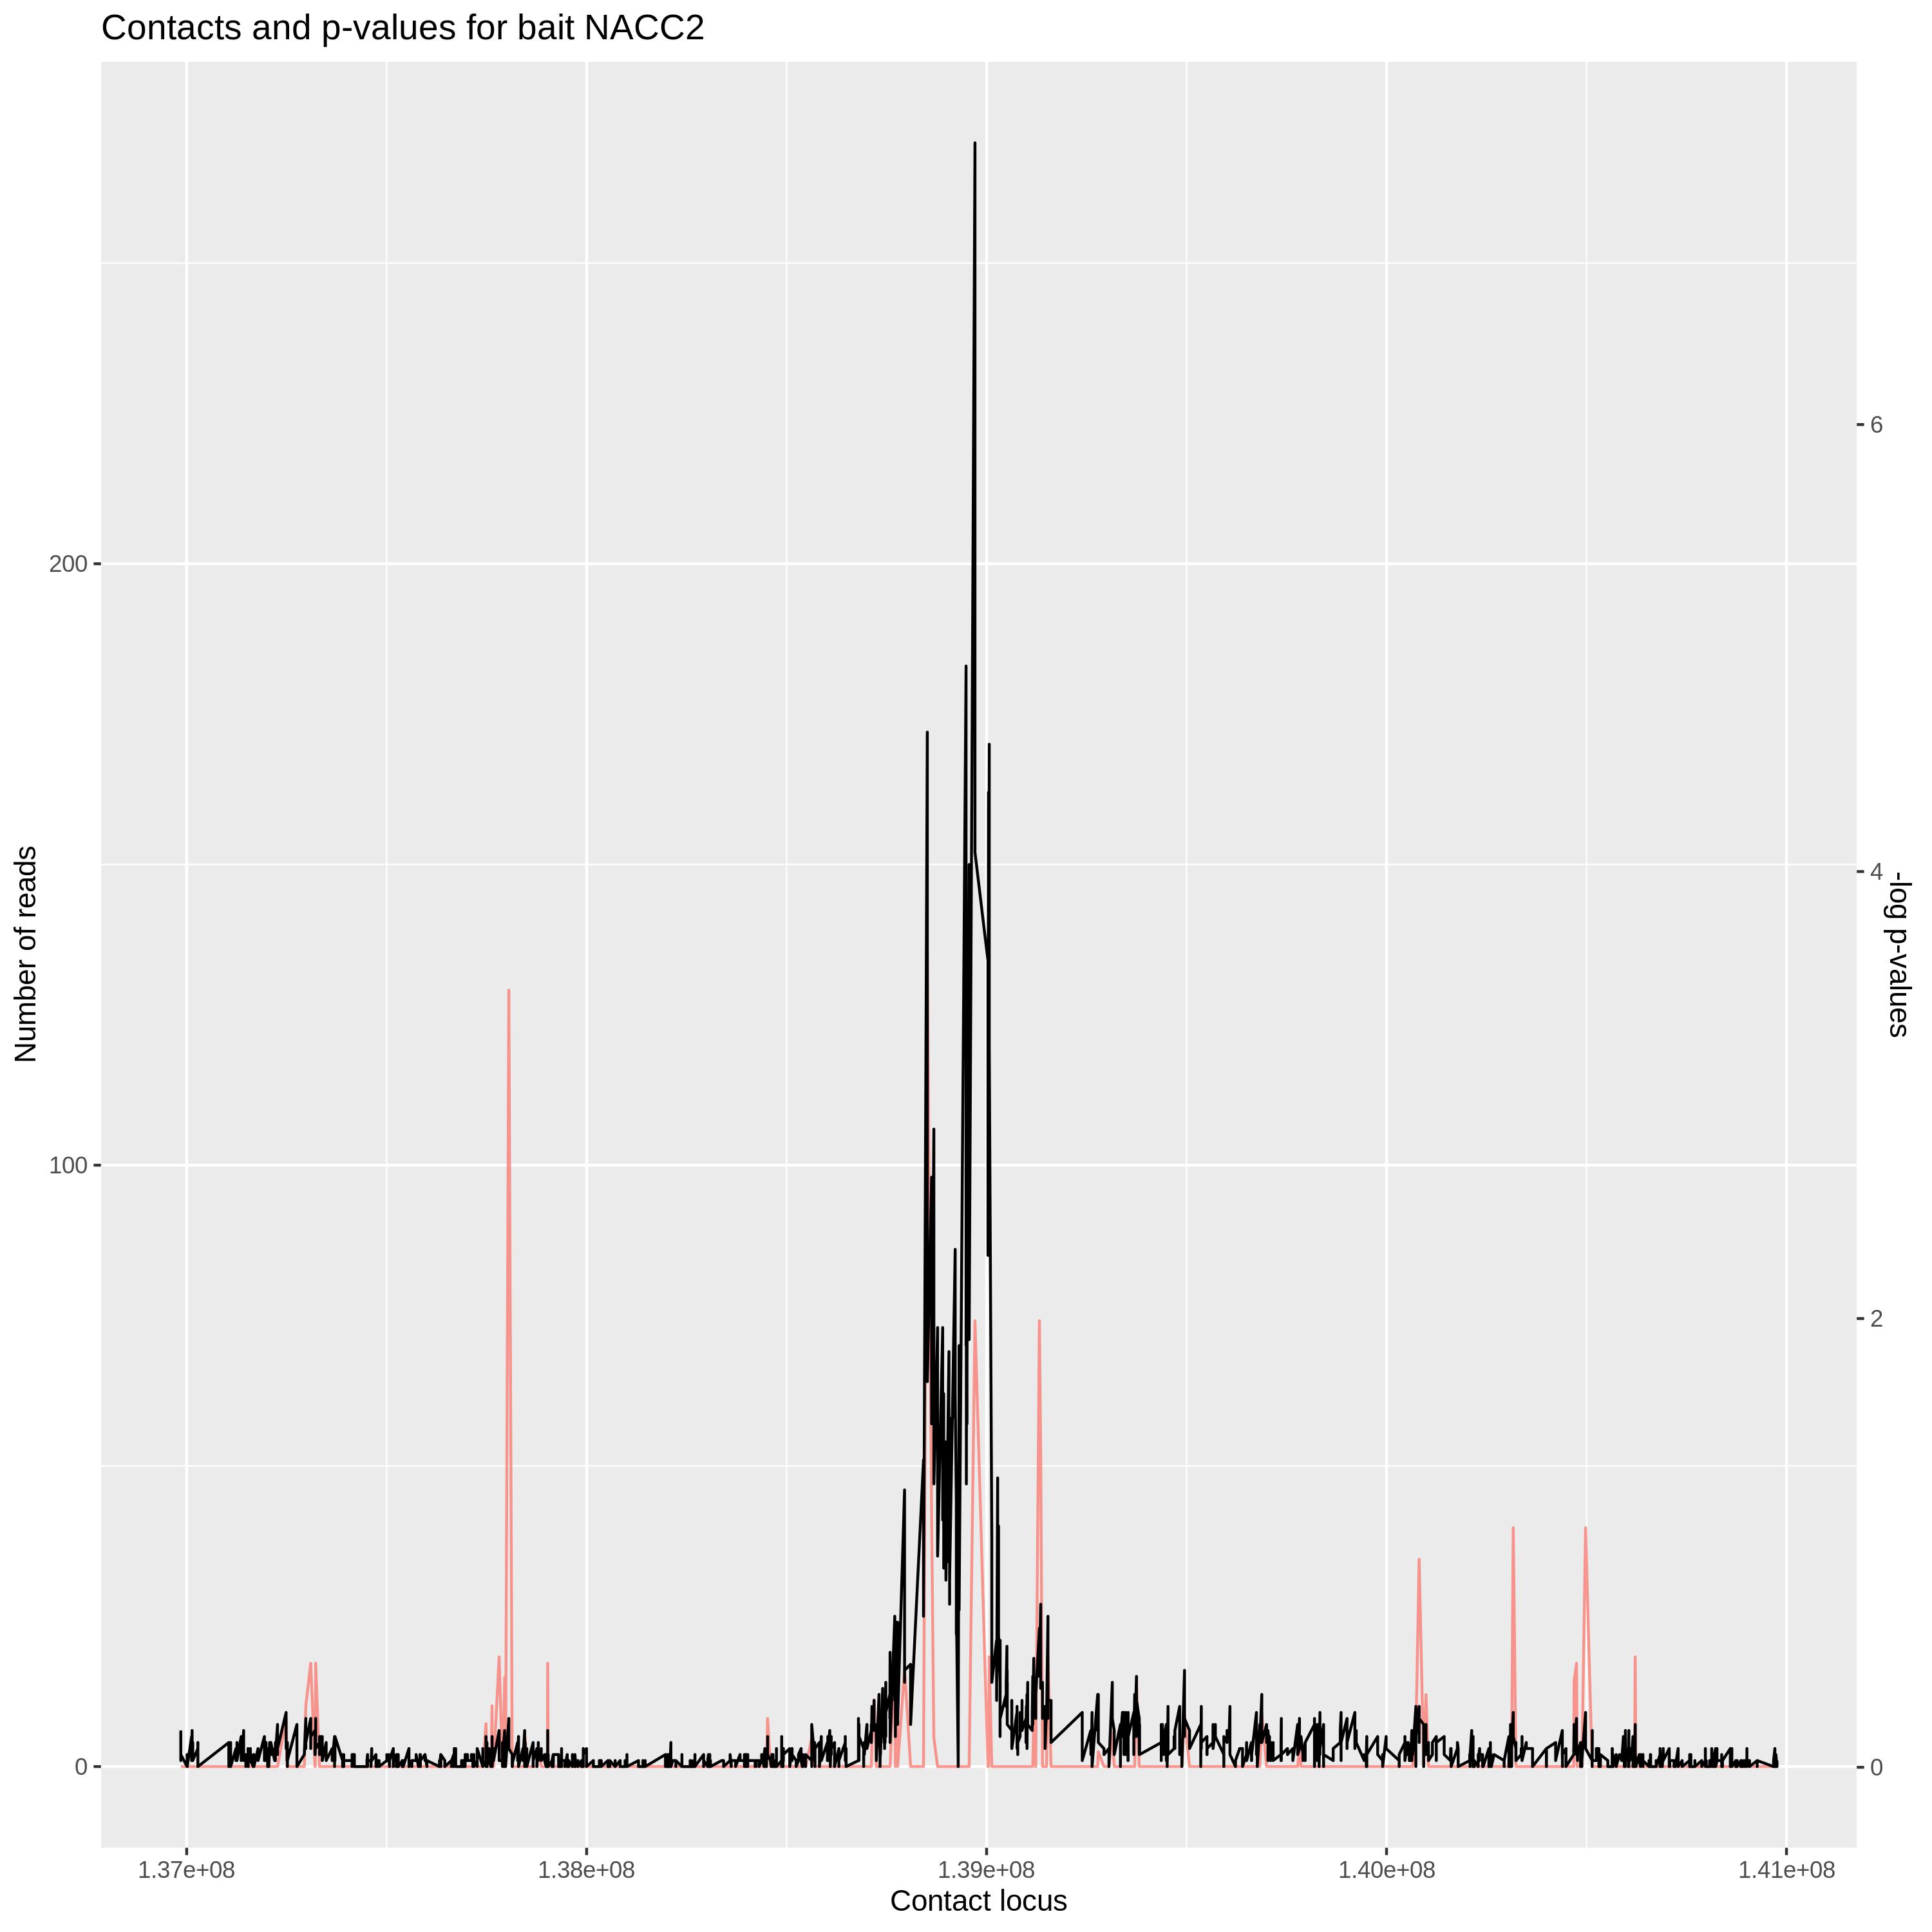 Contacts and p-values for bait NACC2
Number of reads
200
100
0
6
4
2
0
-log p-values
1.37e+08
1.38e+08
1.39e+08
1.40e+08
1.41e+08
Contact locus